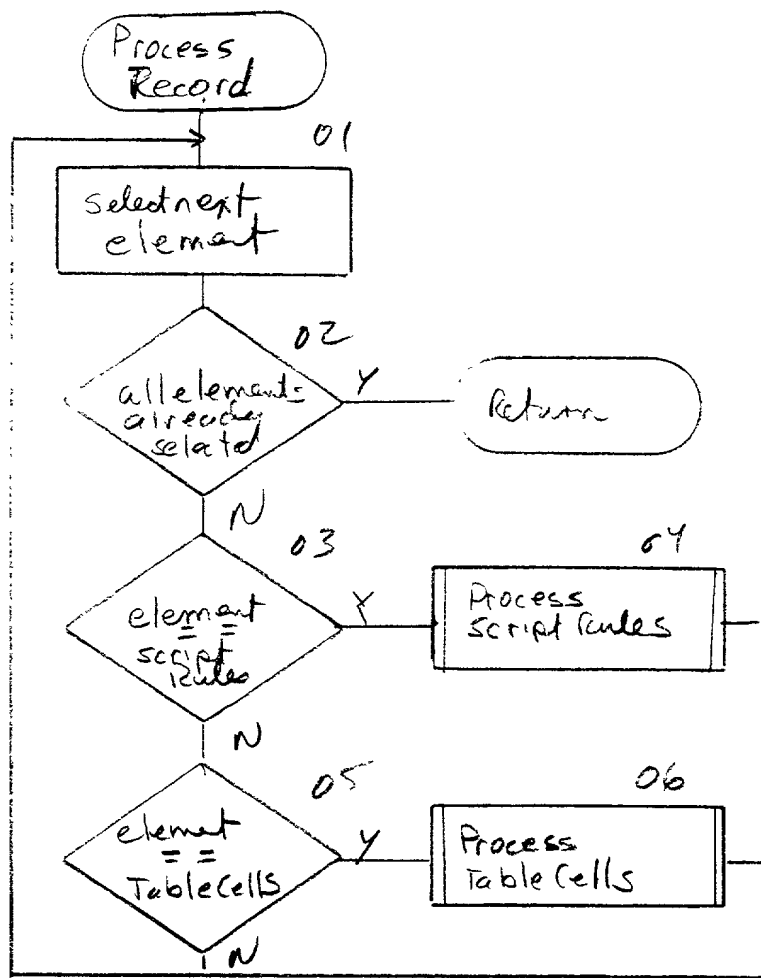 Process
Record
01
select next
element
02
all elements
already
selected
Y
Return
N
03
element
= =
script
Rules
Y
04
Process
script Rules
N
05
element
= =
TableCells
Y
06
Process
Table Cells
N